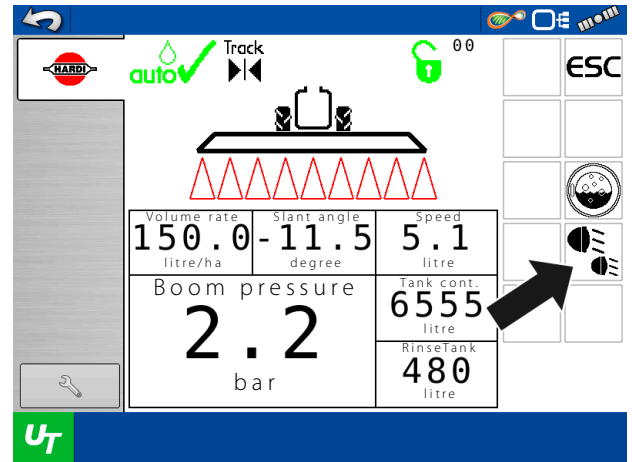 HARDI
auto
Track
00
ESC
Volume rate
150.0
litre/ha
Slant angle
-11.5
degree
Speed
5.1
litre
Boom pressure
2.2
bar
Tank cont.
6555
litre
RinseTank
480
litre
UT